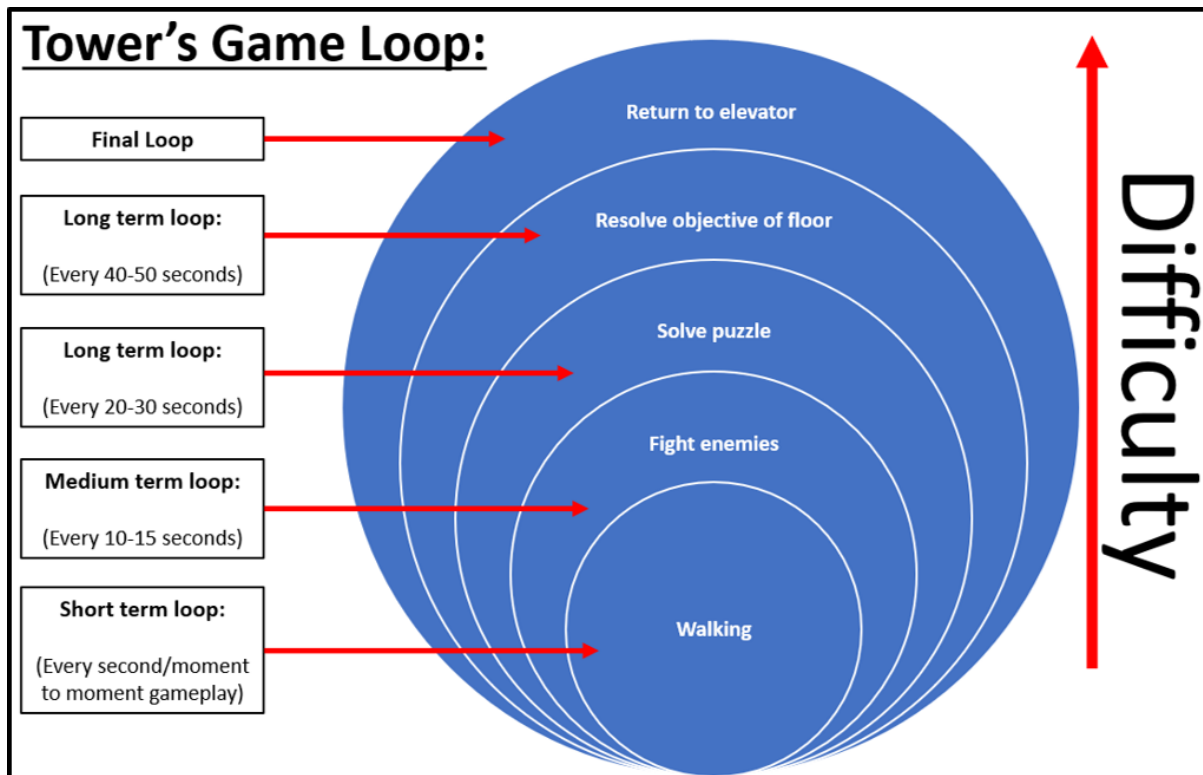 Tower’s Game Loop:
Final Loop
Long term loop:
(Every 40-50 seconds)
Long term loop:
(Every 20-30 seconds)
Medium term loop:
(Every 10-15 seconds)
Short term loop:
(Every second/moment
to moment gameplay)
Return to elevator
Resolve objective of floor
Solve puzzle
Fight enemies
Walking
Difficulty